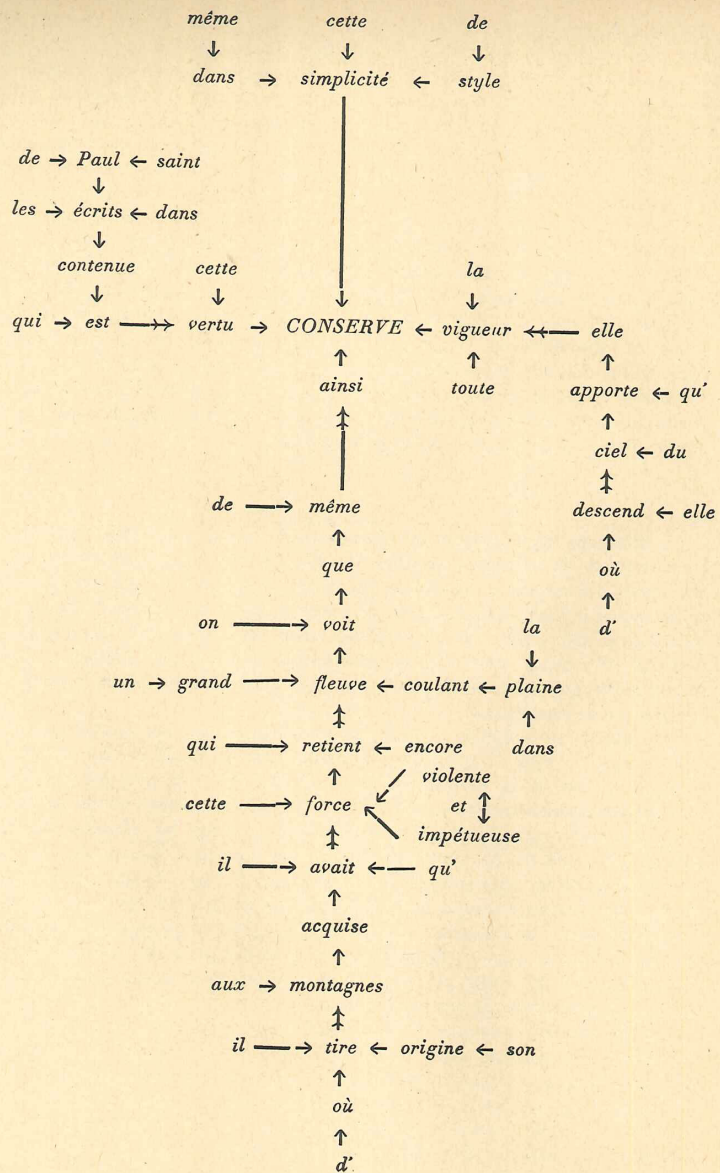 même cette de
dans simplicité style
de Paul saint
les écrits dans
contenue cette la
qui est vertu CONSERVE vigueur elle
ainsi toute apporte qu'
ciel du
de même descend elle
que où
on voit la d'
un grand fleuve coulant plaine
qui retient encore dans
violente
cette force et
impétueuse
il avait qu'
acquise
aux montagnes
il tire origine son
où
d'